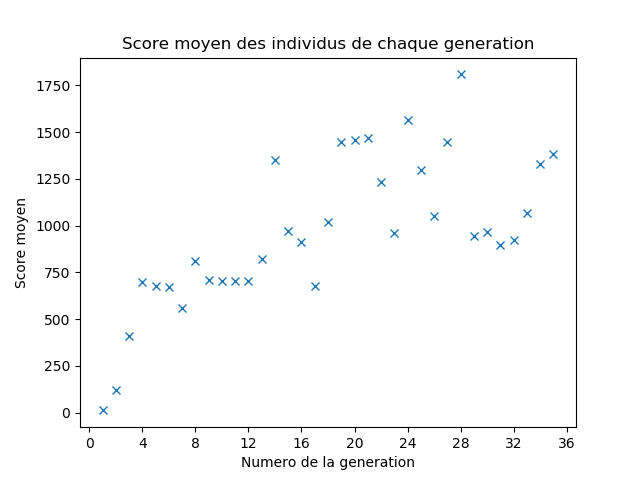 Score moyen des individus de chaque generation
1750
1500
1250
1000
750
500
250
0
Score moyen
0 4 8 12 16 20 24 28 32 36
Numero de la generation